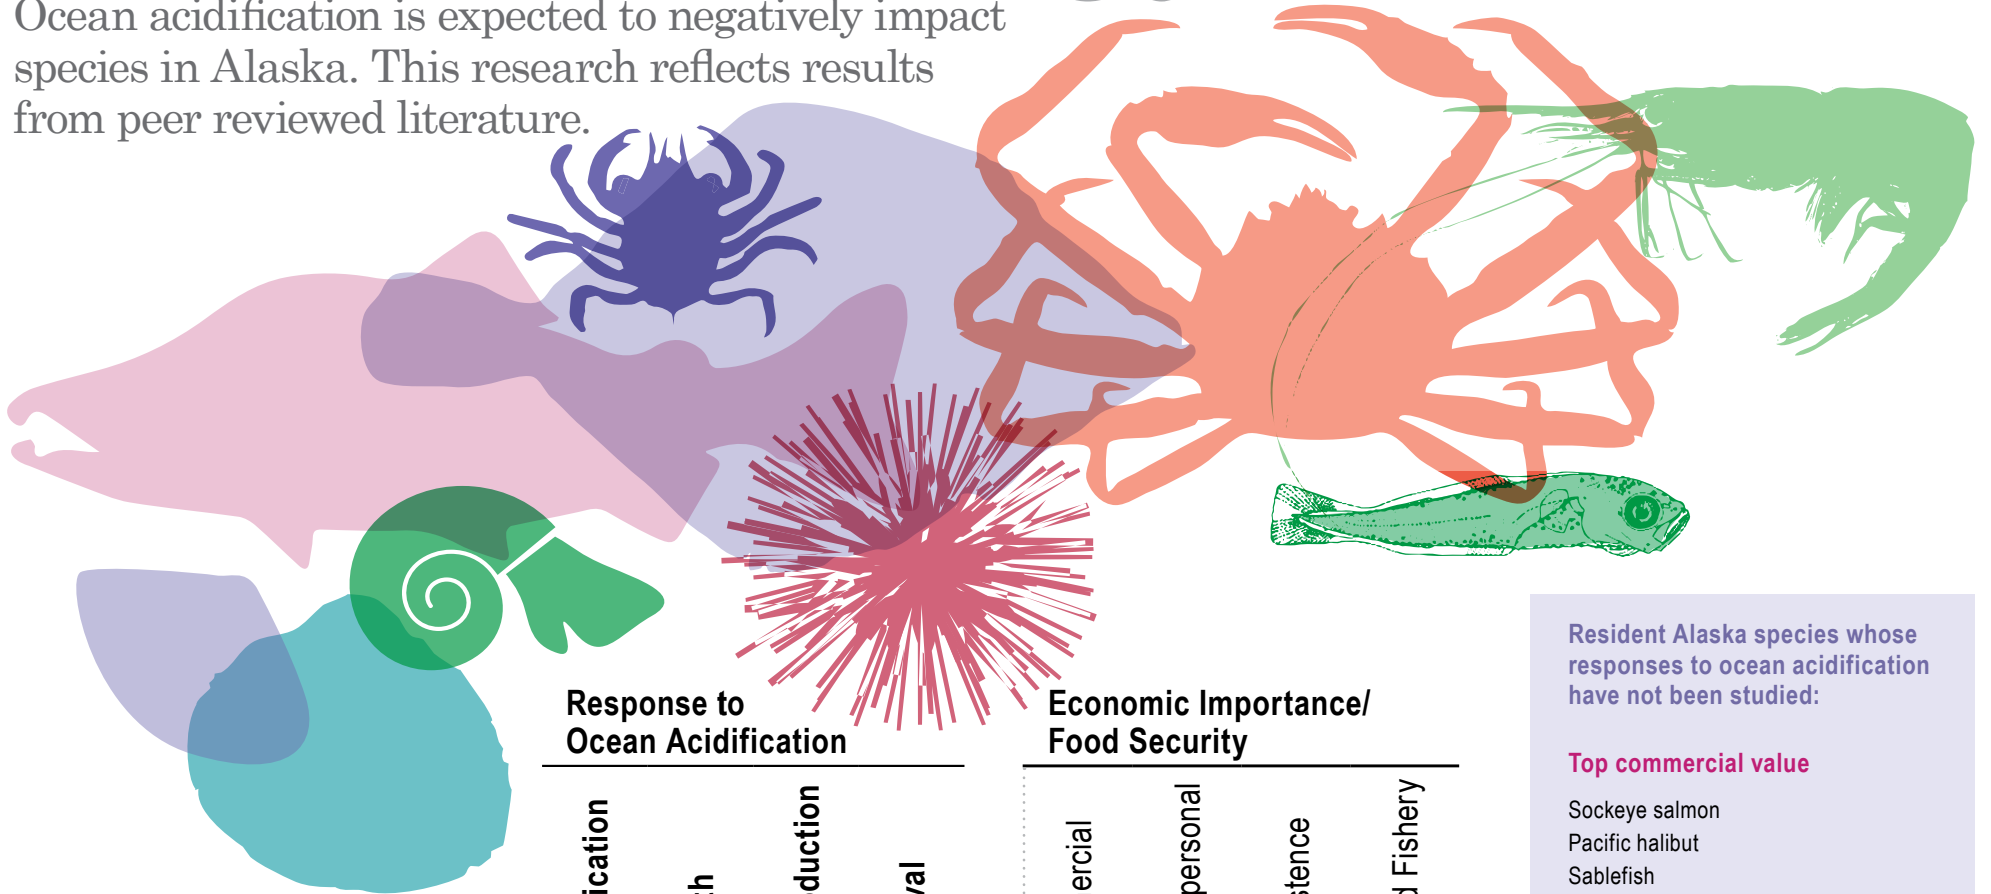 Ocean acidification is expected to negatively impact
species in Alaska. This research reflects results
from peer reviewed literature.
Response to
Ocean Acidification
Economic Importance/
Food Security
personal
Fishery
Resident Alaska species whose
responses to ocean acidification
have not been studied:
Top commercial value
Sockeye salmon
Pacific halibut
Sablefish